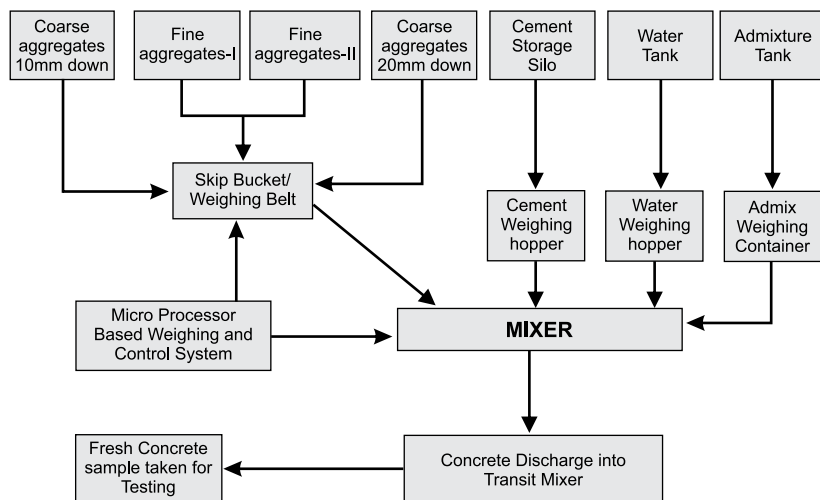 Coarse
aggregates
10mm down
Fine
aggregates-I
Fine
aggregates-II
Coarse
aggregates
20mm down
Cement
Storage
Silo
Water
Tank
Admixture
Tank
Skip Bucket/
Weighing Belt
Cement
Weighing
hopper
Water
Weighing
hopper
Admix
Weighing
Container
Micro Processor
Based Weighing and
Control System
MIXER
Fresh Concrete
sample taken for
Testing
Concrete Discharge into
Transit Mixer